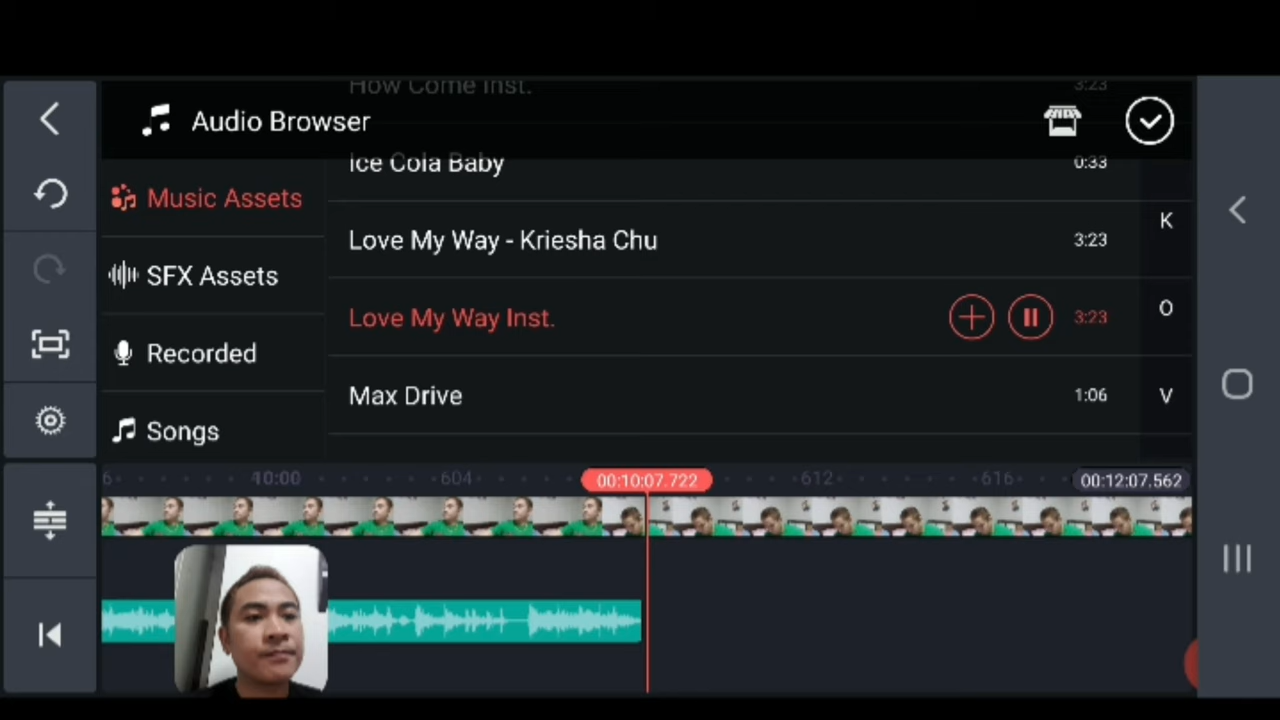 How Come Inst.
3:23
Audio Browser
Ice Cola Baby
0:33
Music Assets
Love My Way - Kriesha Chu
3:23
K
SFX Assets
Love My Way Inst.
3:23
O
Recorded
Max Drive
1:06
V
Songs
6
10:00
604
00:10:07.722
612
616
00:12:07.562